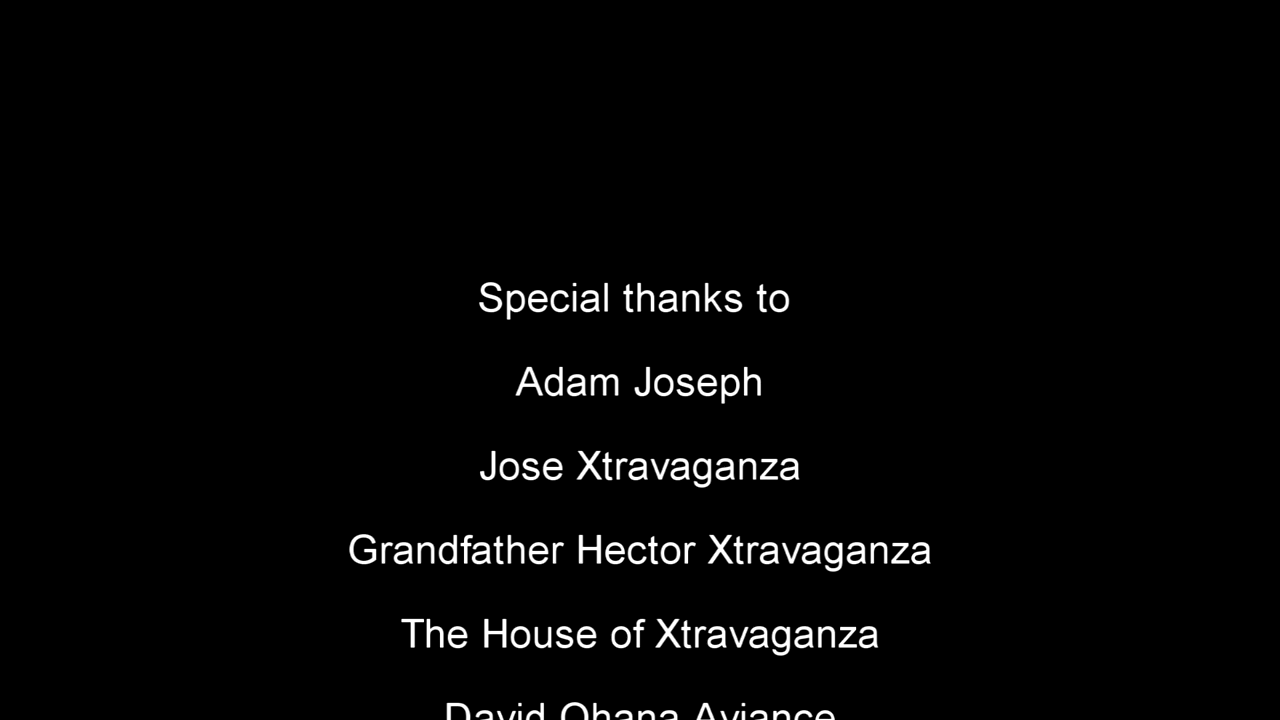 Special thanks to
Adam Joseph
Jose Xtravaganza
Grandfather Hector Xtravaganza
The House of Xtravaganza
David Ohana Aviance